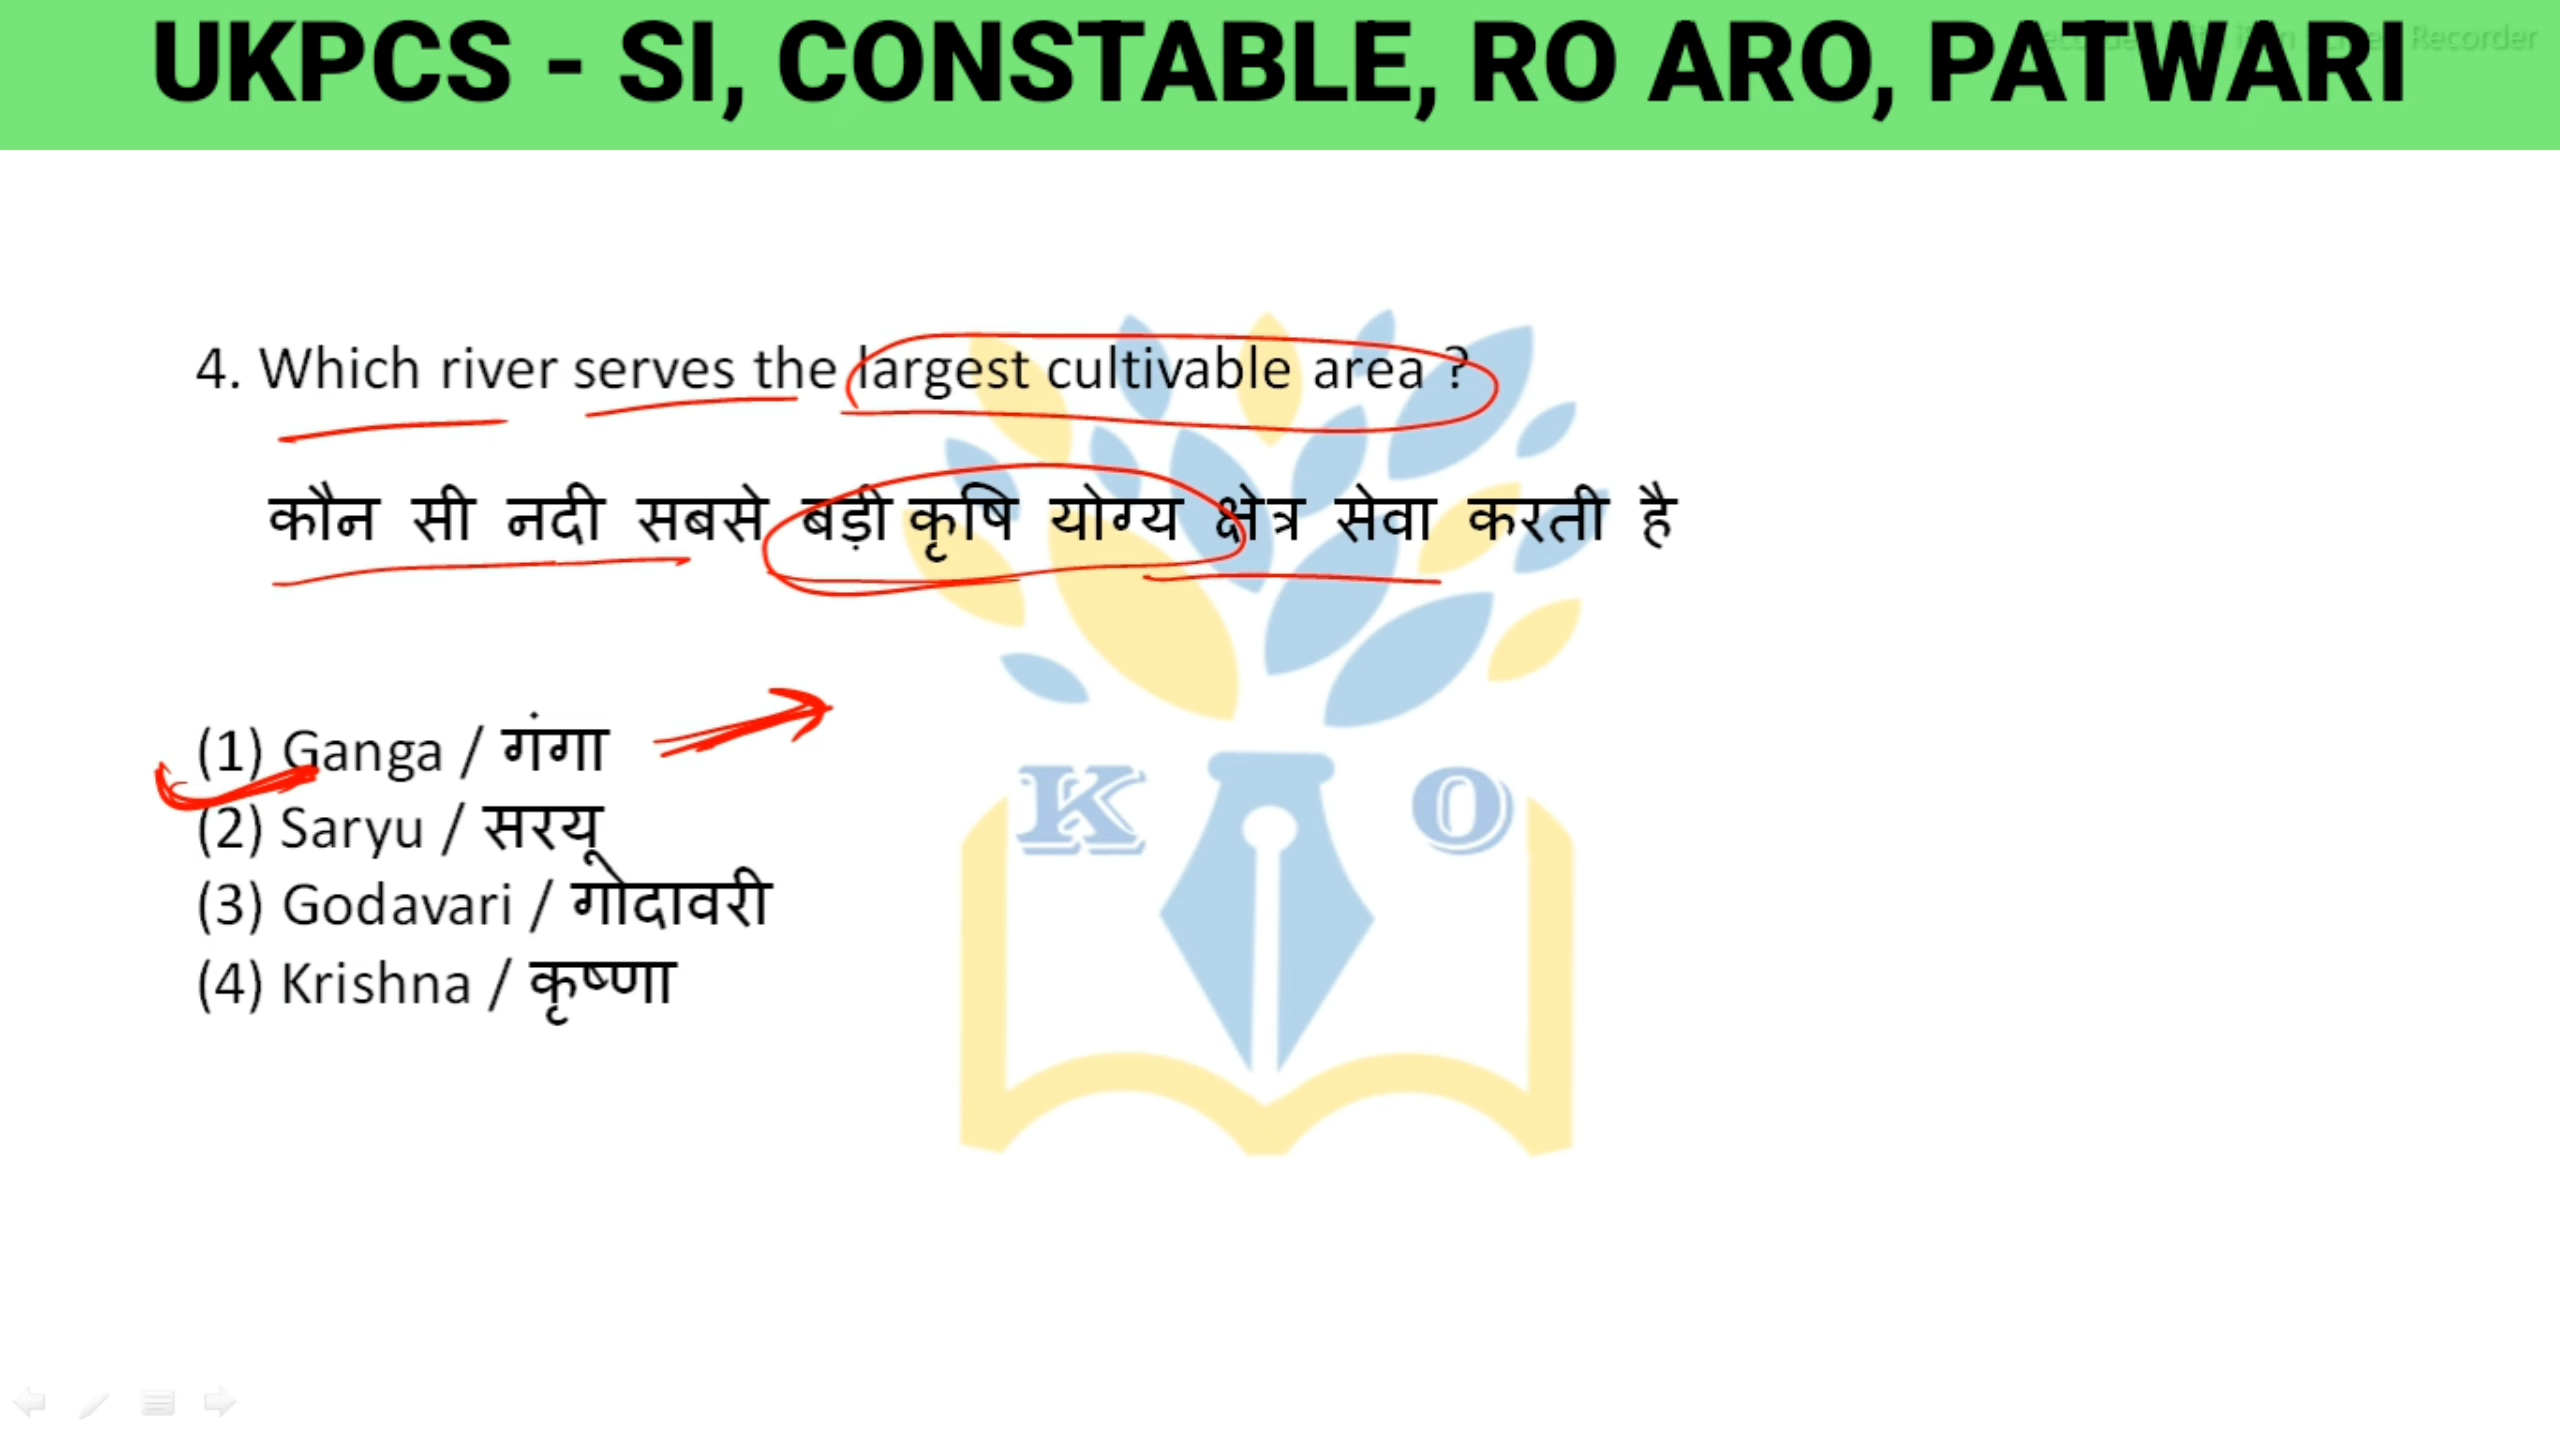 UKPCS - SI, CONSTABLE, RO ARO, PATWARI
Recorder
4. Which river serves the largest cultivable area ?
कौन सी नदी सबसे बड़ी कृषि योग्य क्षेत्र सेवा करती है
(1) Ganga / गंगा
(2) Saryu / सरयू
(3) Godavari / गोदावरी
(4) Krishna / कृष्णा
K O